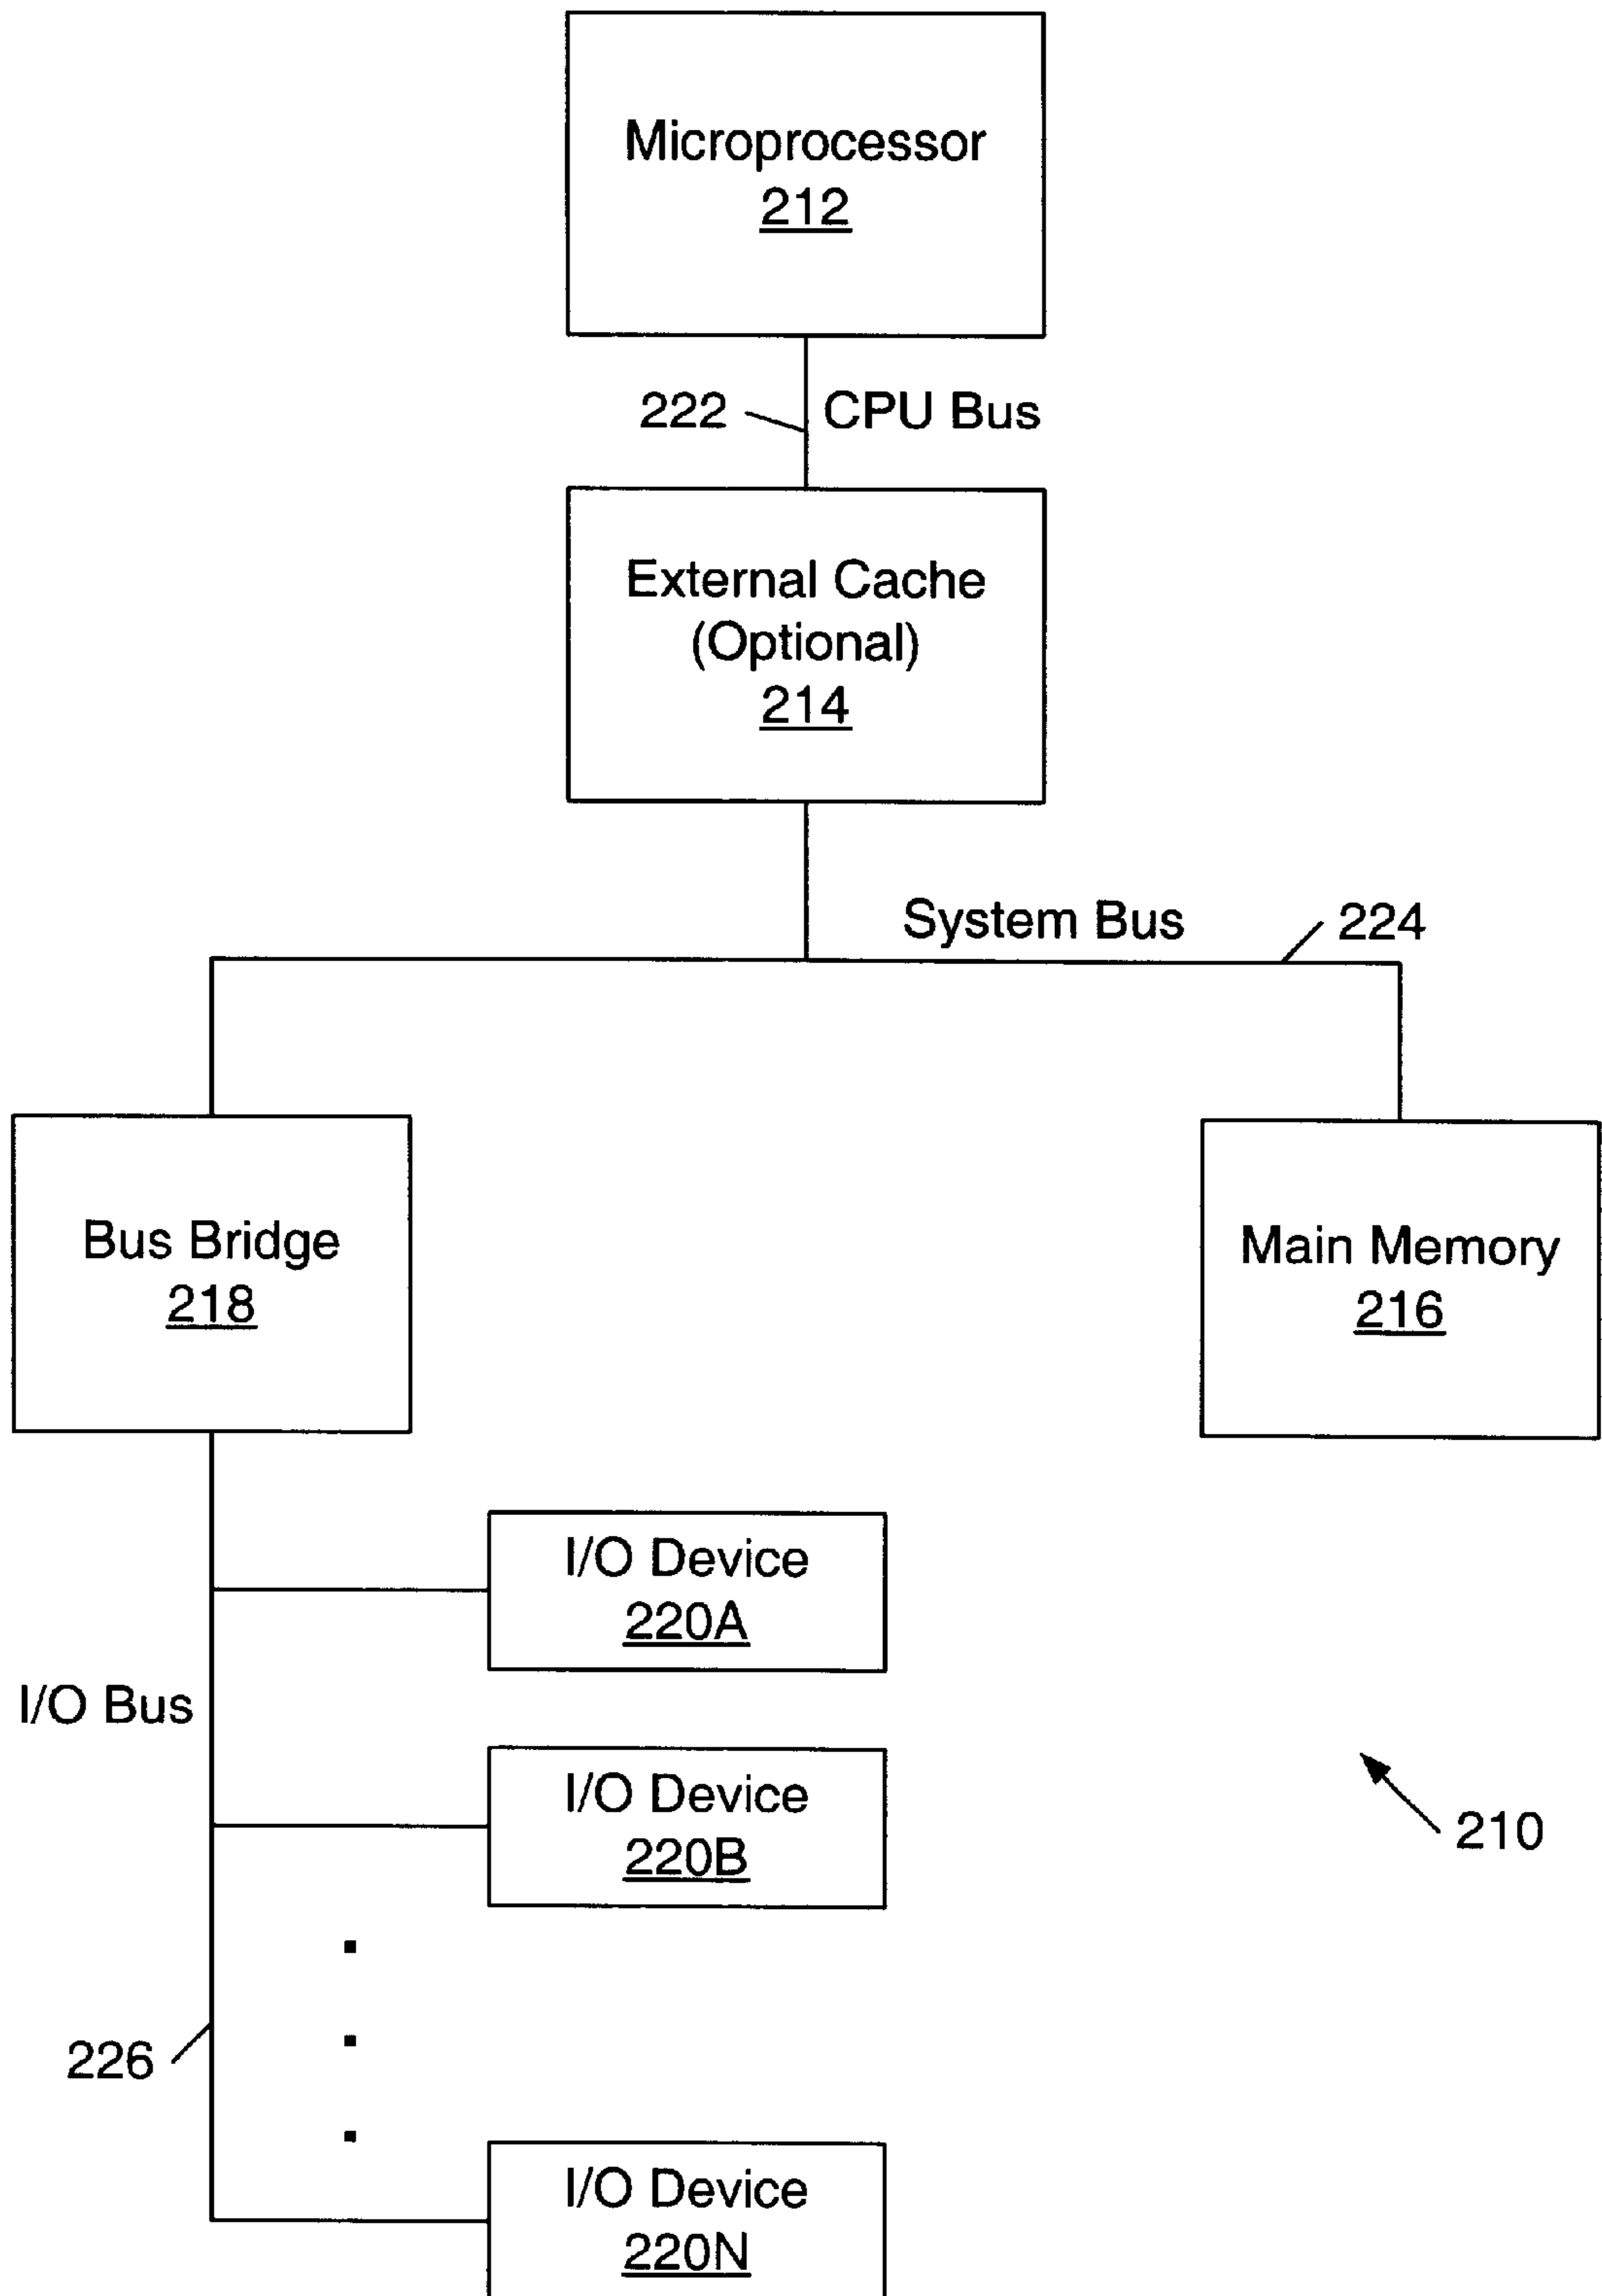 Microprocessor
212
222
CPU Bus
External Cache
(Optional)
214
System Bus
224
Bus Bridge
218
Main Memory
216
I/O Device
220A
I/O Bus
I/O Device
220B
210
226
I/O Device
220N